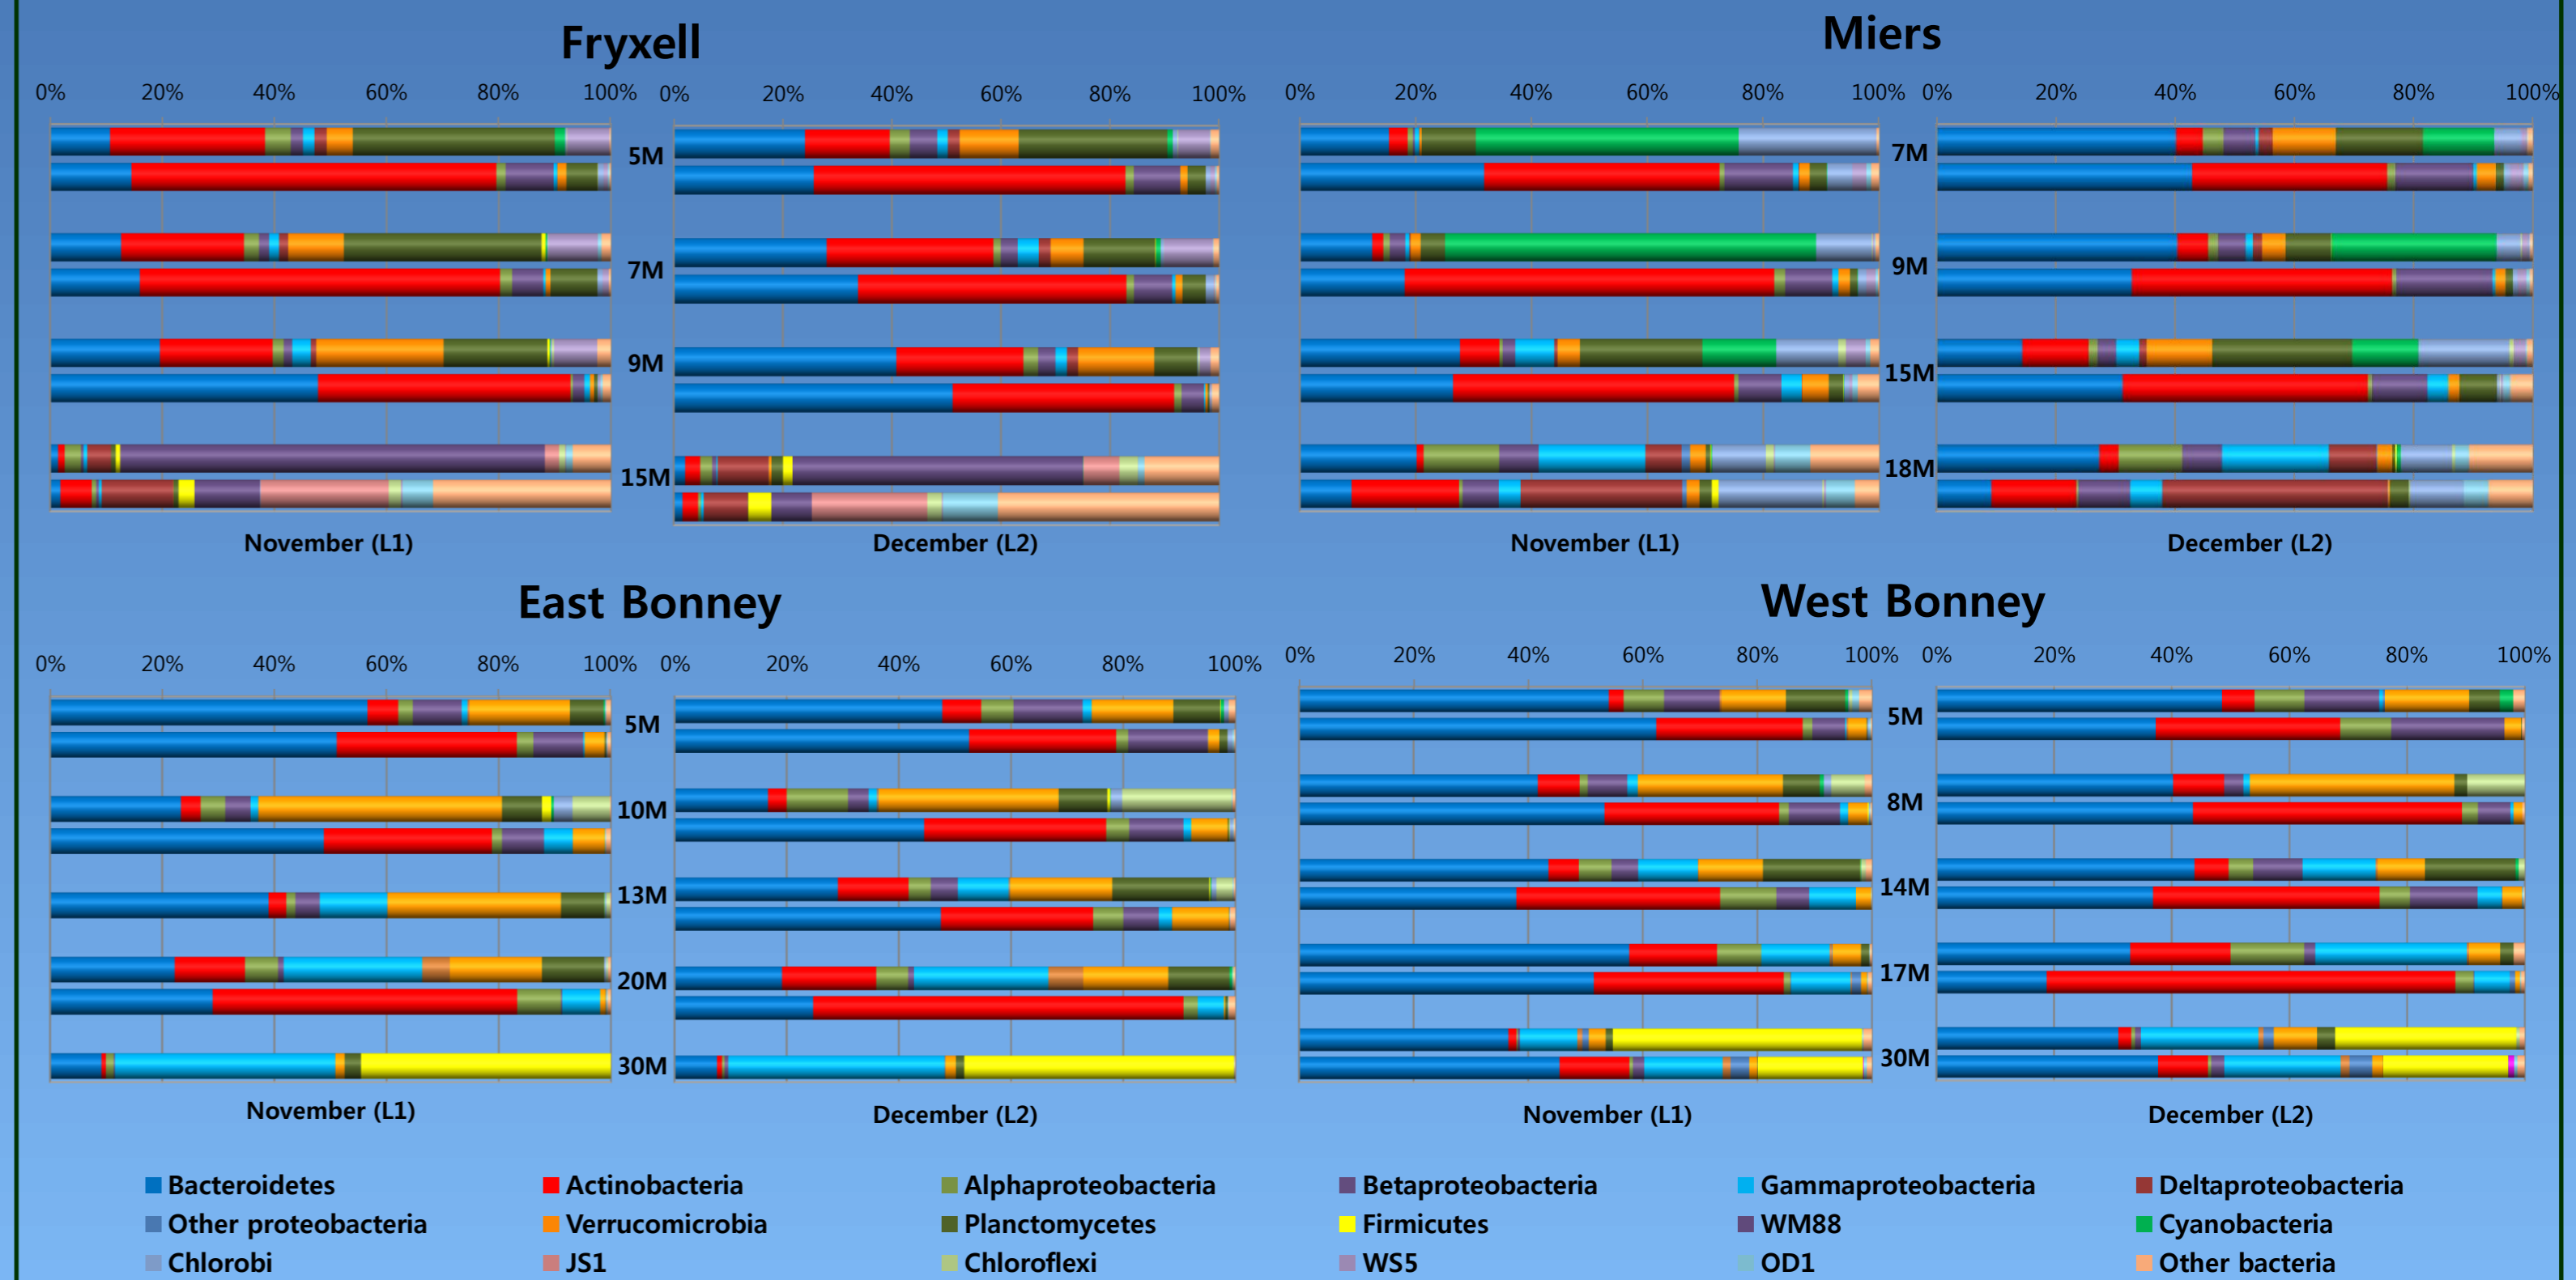 Fryxell
Miers
0% 20% 40% 60% 80% 100% 0% 20% 40% 60% 80% 100% 0% 20% 40% 60% 80% 100% 0% 20% 40% 60% 80% 100%
5M
7M
9M
15M
7M
9M
15M
18M
November (L1) December (L2) November (L1) December (L2)
East Bonney
West Bonney
0% 20% 40% 60% 80% 100% 0% 20% 40% 60% 80% 100% 0% 20% 40% 60% 80% 100% 0% 20% 40% 60% 80% 100%
5M
10M
13M
20M
30M
5M
8M
14M
17M
30M
November (L1) December (L2) November (L1) December (L2)
Bacteroidetes Actinobacteria Alphaproteobacteria Betaproteobacteria Gammaproteobacteria Deltaproteobacteria
Other proteobacteria Verrucomicrobia Planctomycetes Firmicutes WM88 Cyanobacteria
Chlorobi JS1 Chloroflexi WS5 OD1 Other bacteria